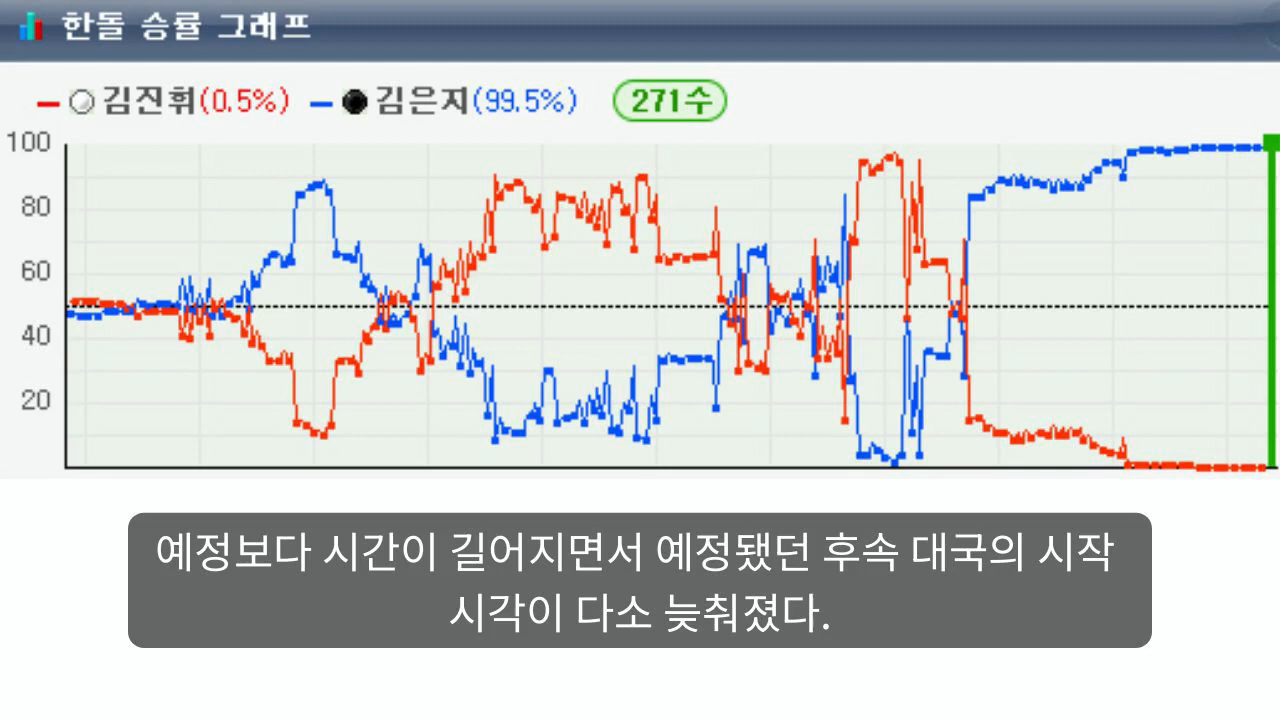 한돌 승률 그래프
김진휘(0.5%) 김은지(99.5%) 271수
100
80
60
40
20
예정보다 시간이 길어지면서 예정됐던 후속 대국의 시작
시각이 다소 늦춰졌다.